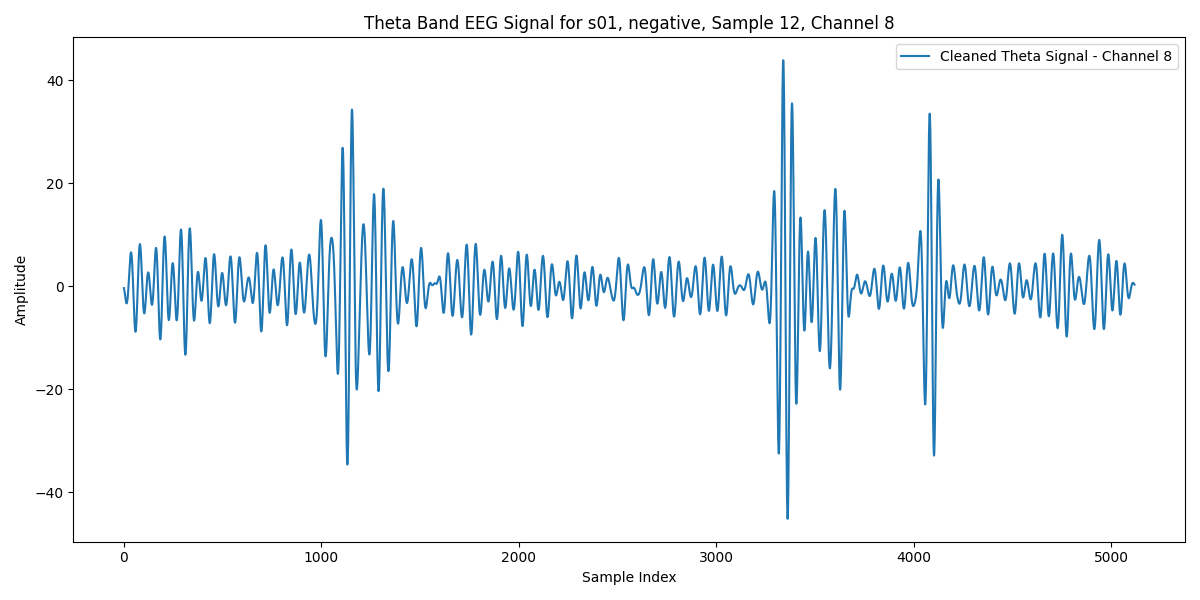 Theta Band EEG Signal for s01, negative, Sample 12, Channel 8
Cleaned Theta Signal - Channel 8
Amplitude
40
20
0
−20
−40
0 1000 2000 3000 4000 5000
Sample Index